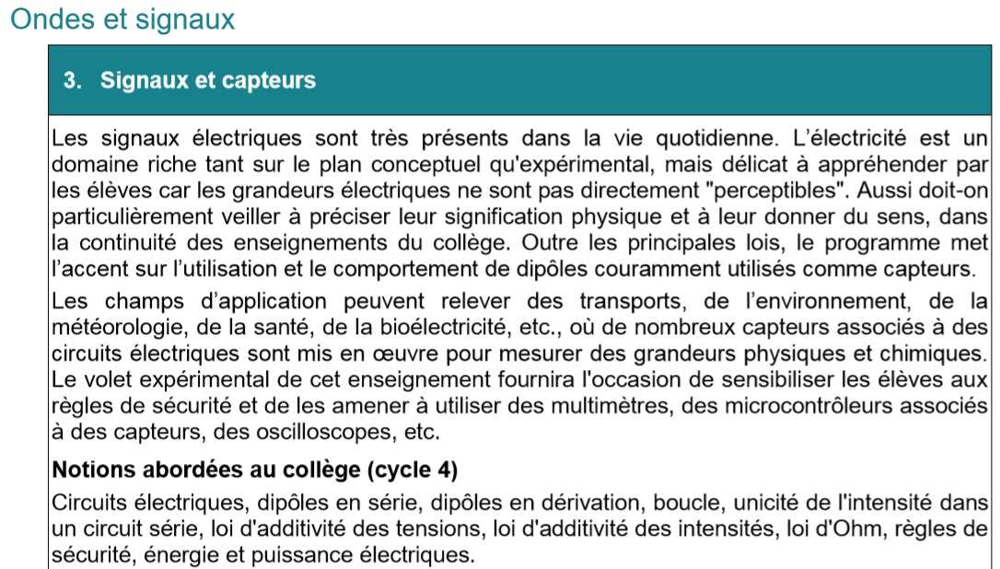 Ondes et signaux
3. Signaux et capteurs
Les signaux électriques sont très présents dans la vie quotidienne. L’électricité est un
domaine riche tant sur le plan conceptuel qu'expérimental, mais délicat à appréhender par
les élèves car les grandeurs électriques ne sont pas directement "perceptibles". Aussi doit-on
particulièrement veiller à préciser leur signification physique et à leur donner du sens, dans
la continuité des enseignements du collège. Outre les principales lois, le programme met
l’accent sur l’utilisation et le comportement de dipôles couramment utilisés comme capteurs.
Les champs d’application peuvent relever des transports, de l’environnement, de la
météorologie, de la santé, de la bioélectricité, etc., où de nombreux capteurs associés à des
circuits électriques sont mis en œuvre pour mesurer des grandeurs physiques et chimiques.
Le volet expérimental de cet enseignement fournira l'occasion de sensibiliser les élèves aux
règles de sécurité et de les amener à utiliser des multimètres, des microcontrôleurs associés
à des capteurs, des oscilloscopes, etc.
Notions abordées au collège (cycle 4)
Circuits électriques, dipôles en série, dipôles en dérivation, boucle, unicité de l'intensité dans
un circuit série, loi d'additivité des tensions, loi d'additivité des intensités, loi d'Ohm, règles de
sécurité, énergie et puissance électriques.